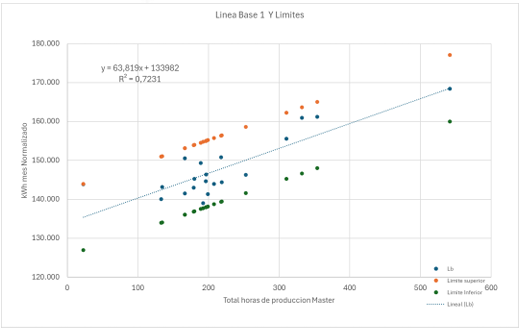 Linea Base 1 Y Limites
y = 63,819x + 133982
R² = 0,7231
kWh mes Normalizado
180.000
170.000
160.000
150.000
140.000
130.000
120.000
0 100 200 300 400 500 600
Total horas de produccion Master
Lb
Limite superior
Limite Inferior
Lineal (Lb)